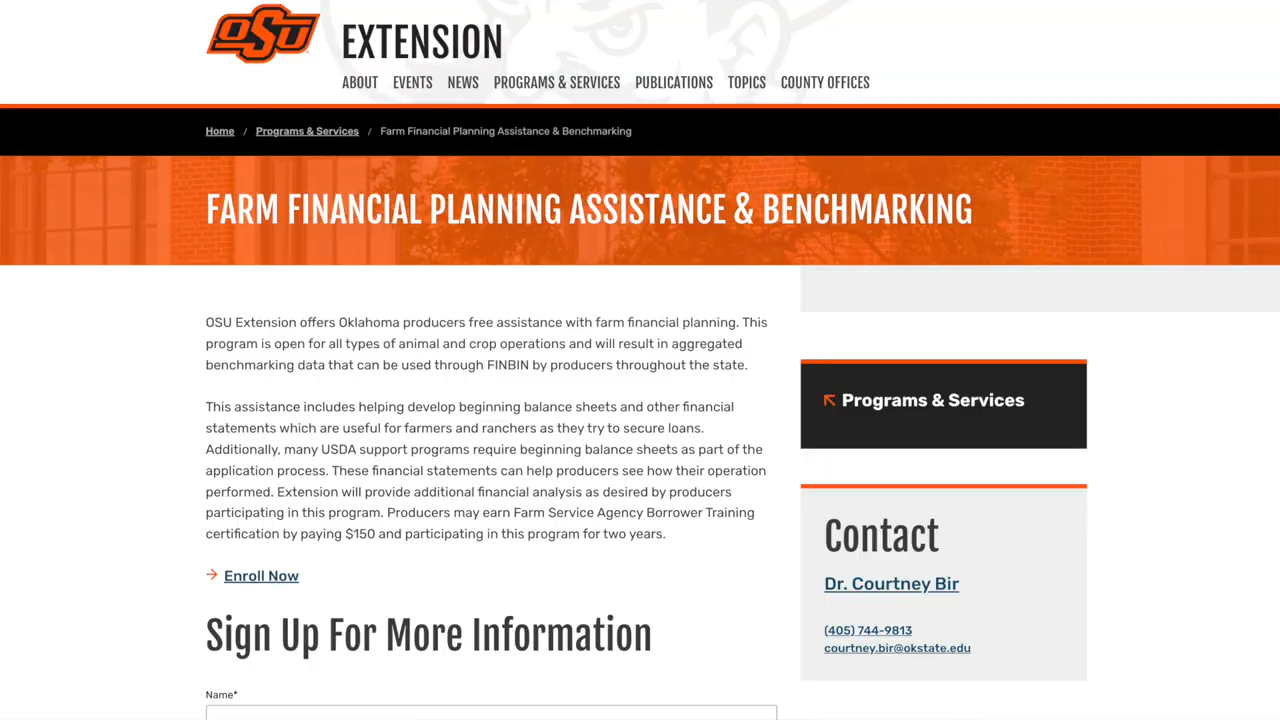 OSU
EXTENSION
ABOUT EVENTS NEWS PROGRAMS & SERVICES PUBLICATIONS TOPICS COUNTY OFFICES
Home / Programs & Services / Farm Financial Planning Assistance & Benchmarking
FARM FINANCIAL PLANNING ASSISTANCE & BENCHMARKING
OSU Extension offers Oklahoma producers free assistance with farm financial planning. This
program is open for all types of animal and crop operations and will result in aggregated
benchmarking data that can be used through FINBIN by producers throughout the state.
This assistance includes helping develop beginning balance sheets and other financial
statements which are useful for farmers and ranchers as they try to secure loans.
Additionally, many USDA support programs require beginning balance sheets as part of the
application process. These financial statements can help producers see how their operation
performed. Extension will provide additional financial analysis as desired by producers
participating in this program. Producers may earn Farm Service Agency Borrower Training
certification by paying $150 and participating in this program for two years.
Enroll Now
Sign Up For More Information
Name*
Programs & Services
Contact
Dr. Courtney Bir
(405) 744-9813
courtney.bir@okstate.edu